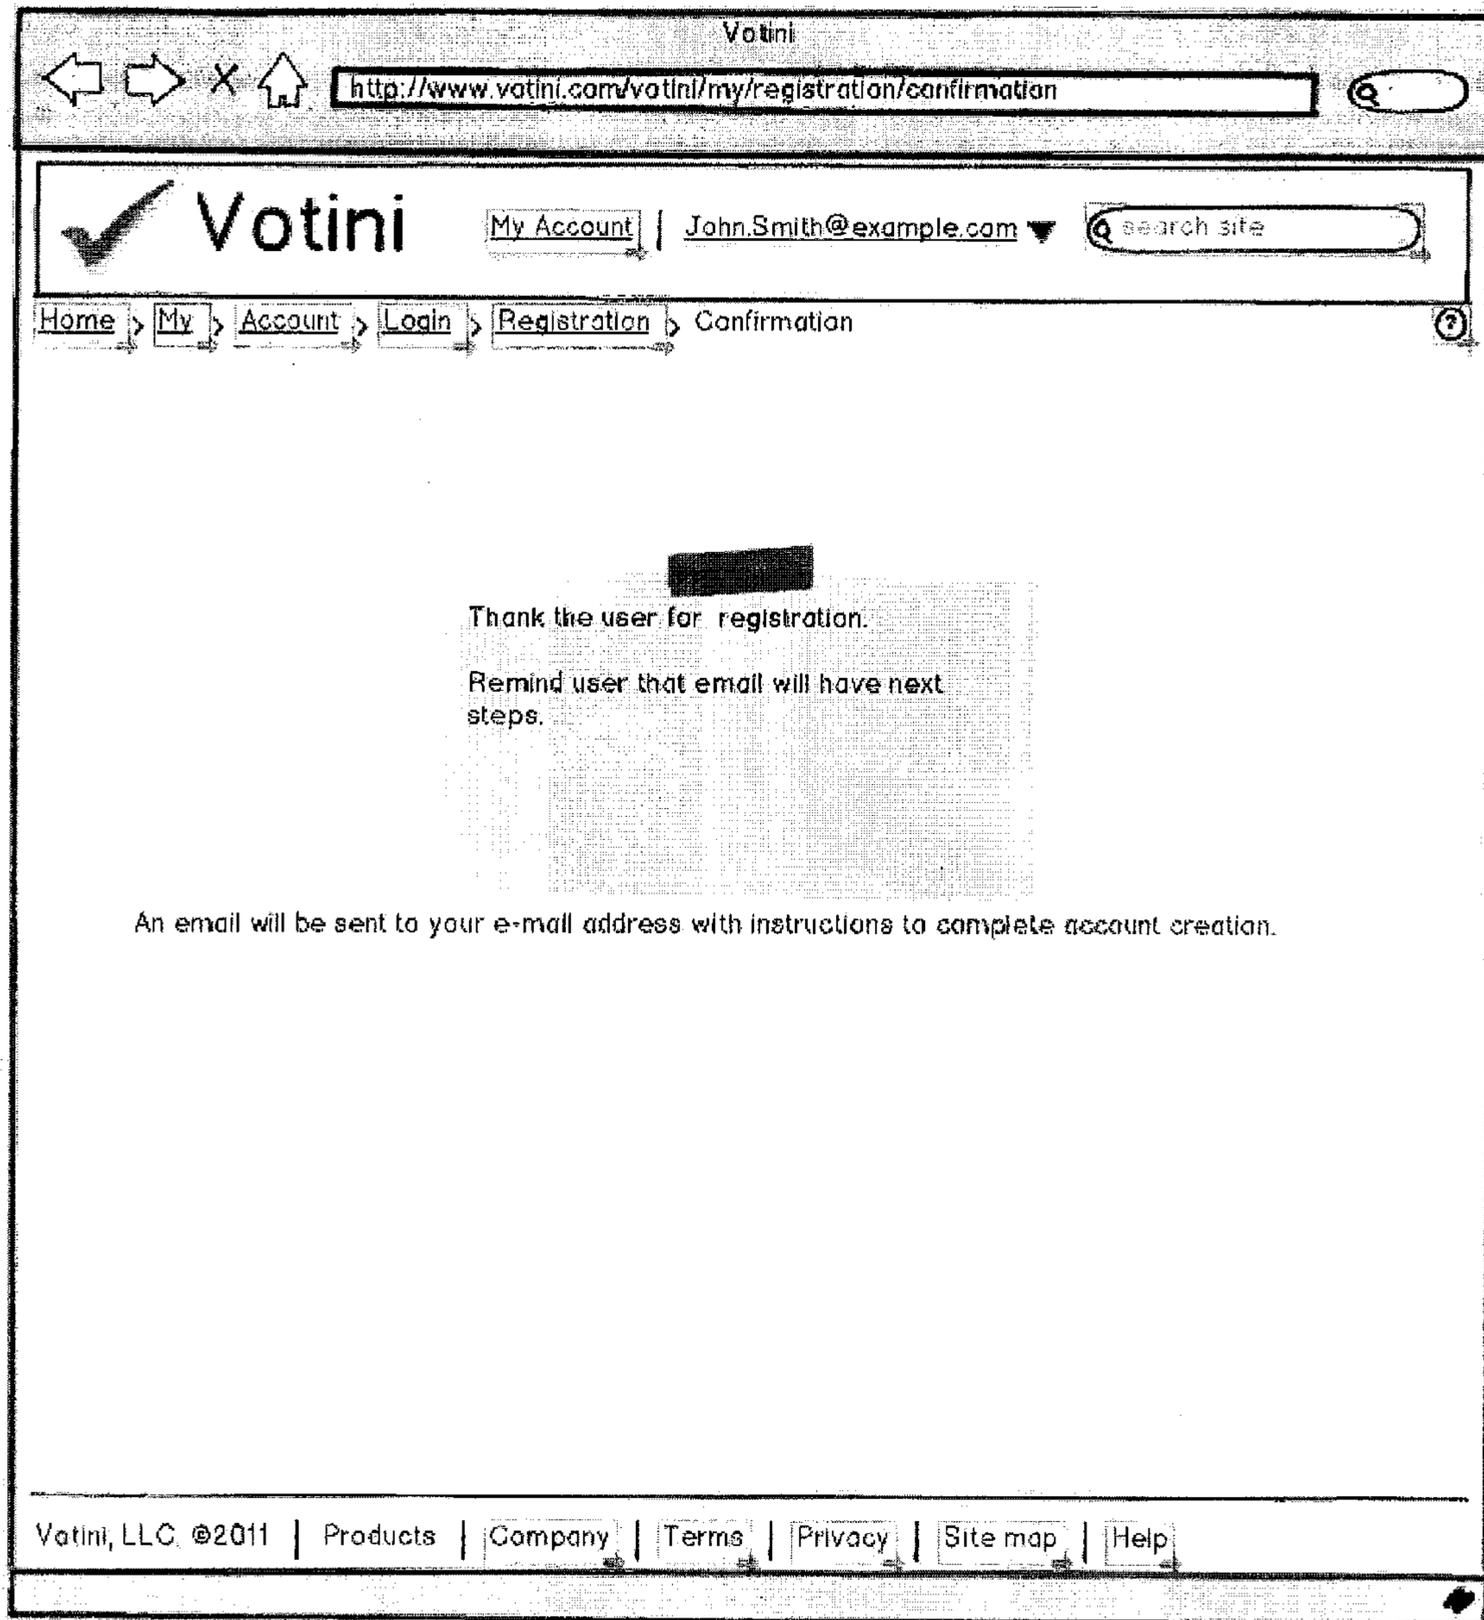 Votini
http://www.votini.com/votini/my/registration/confirmation
Votini My Account | John.Smith@example.com search site
Home > My > Account > Login > Registration > Confirmation ?
Thank the user for registration.
Remind user that email will have next
steps.
An email will be sent to your e-mail address with instructions to complete account creation.
Votini, LLC. ©2011 | Products | Company | Terms | Privacy | Site map | Help